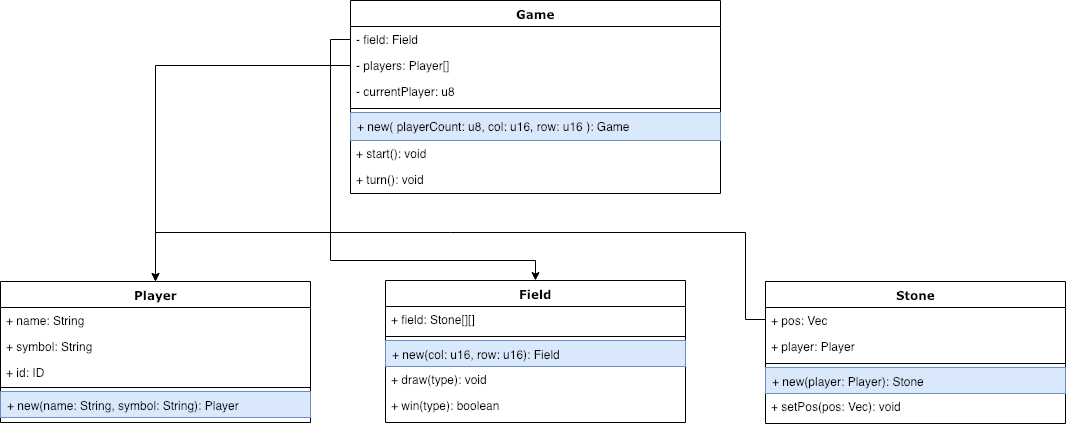 Game
- field: Field
- players: Player[]
- currentPlayer: u8
+ new( playerCount: u8, col: u16, row: u16 ): Game
+ start(): void
+ turn(): void
Player
+ name: String
+ symbol: String
+ id: ID
+ new(name: String, symbol: String): Player
Field
+ field: Stone[][]
+ new(col: u16, row: u16): Field
+ draw(type): void
+ win(type): boolean
Stone
+ pos: Vec
+ player: Player
+ new(player: Player): Stone
+ setPos(pos: Vec): void